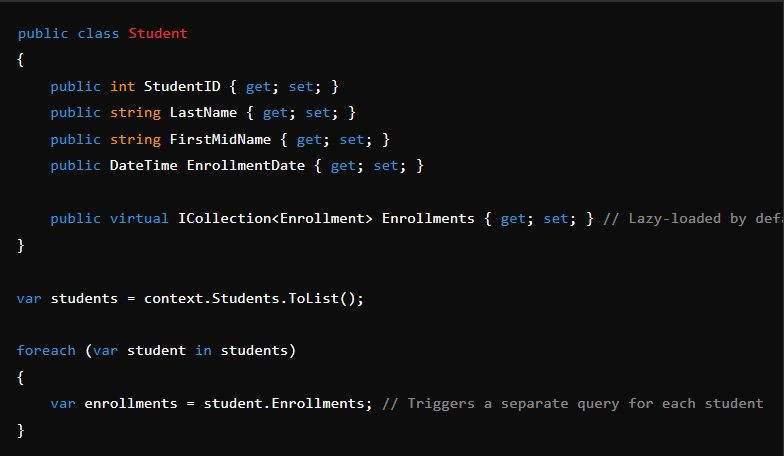 public class Student
{
    public int StudentID { get; set; }
    public string LastName { get; set; }
    public string FirstMidName { get; set; }
    public DateTime EnrollmentDate { get; set; }

    public virtual ICollection<Enrollment> Enrollments { get; set; } // Lazy-loaded by
}

var students = context.Students.ToList();

foreach (var student in students)
{
    var enrollments = student.Enrollments; // Triggers a separate query for each student
}